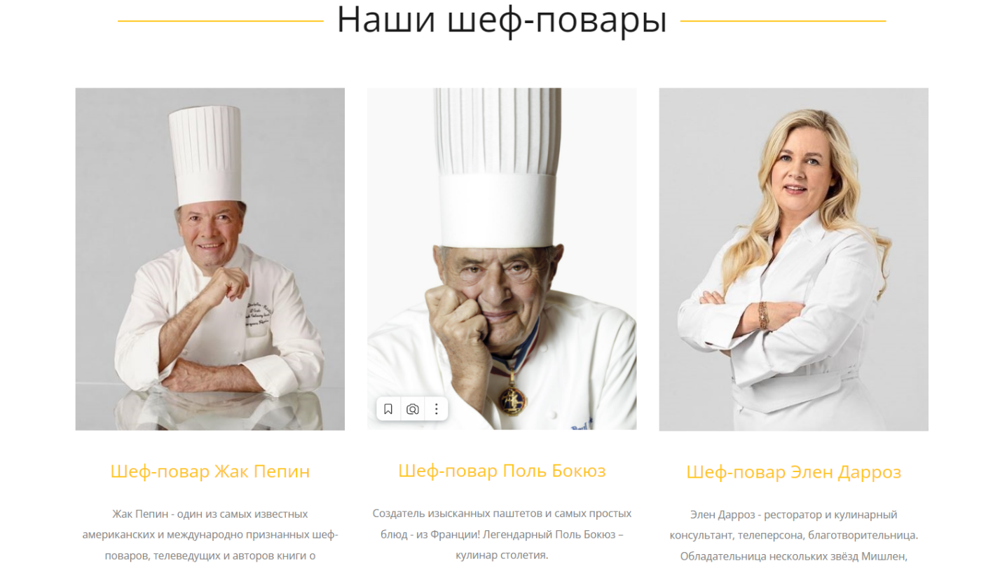 Наши шеф-повары
Шеф-повар Жак Пепин
Жак Пепин - один из самых известных
американских и международно признанных шеф-
поваров, телеведущих и авторов книги о
Шеф-повар Поль Бокюз
Создатель изысканных паштетов и самых простых
блюд - из Франции! Легендарный Поль Бокюз –
кулинар столетия.
Шеф-повар Элен Дарроз
Элен Дарроз - ресторатор и кулинарный
консультант, телеперсона, благотворительница.
Обладательница нескольких звёзд Мишлен,